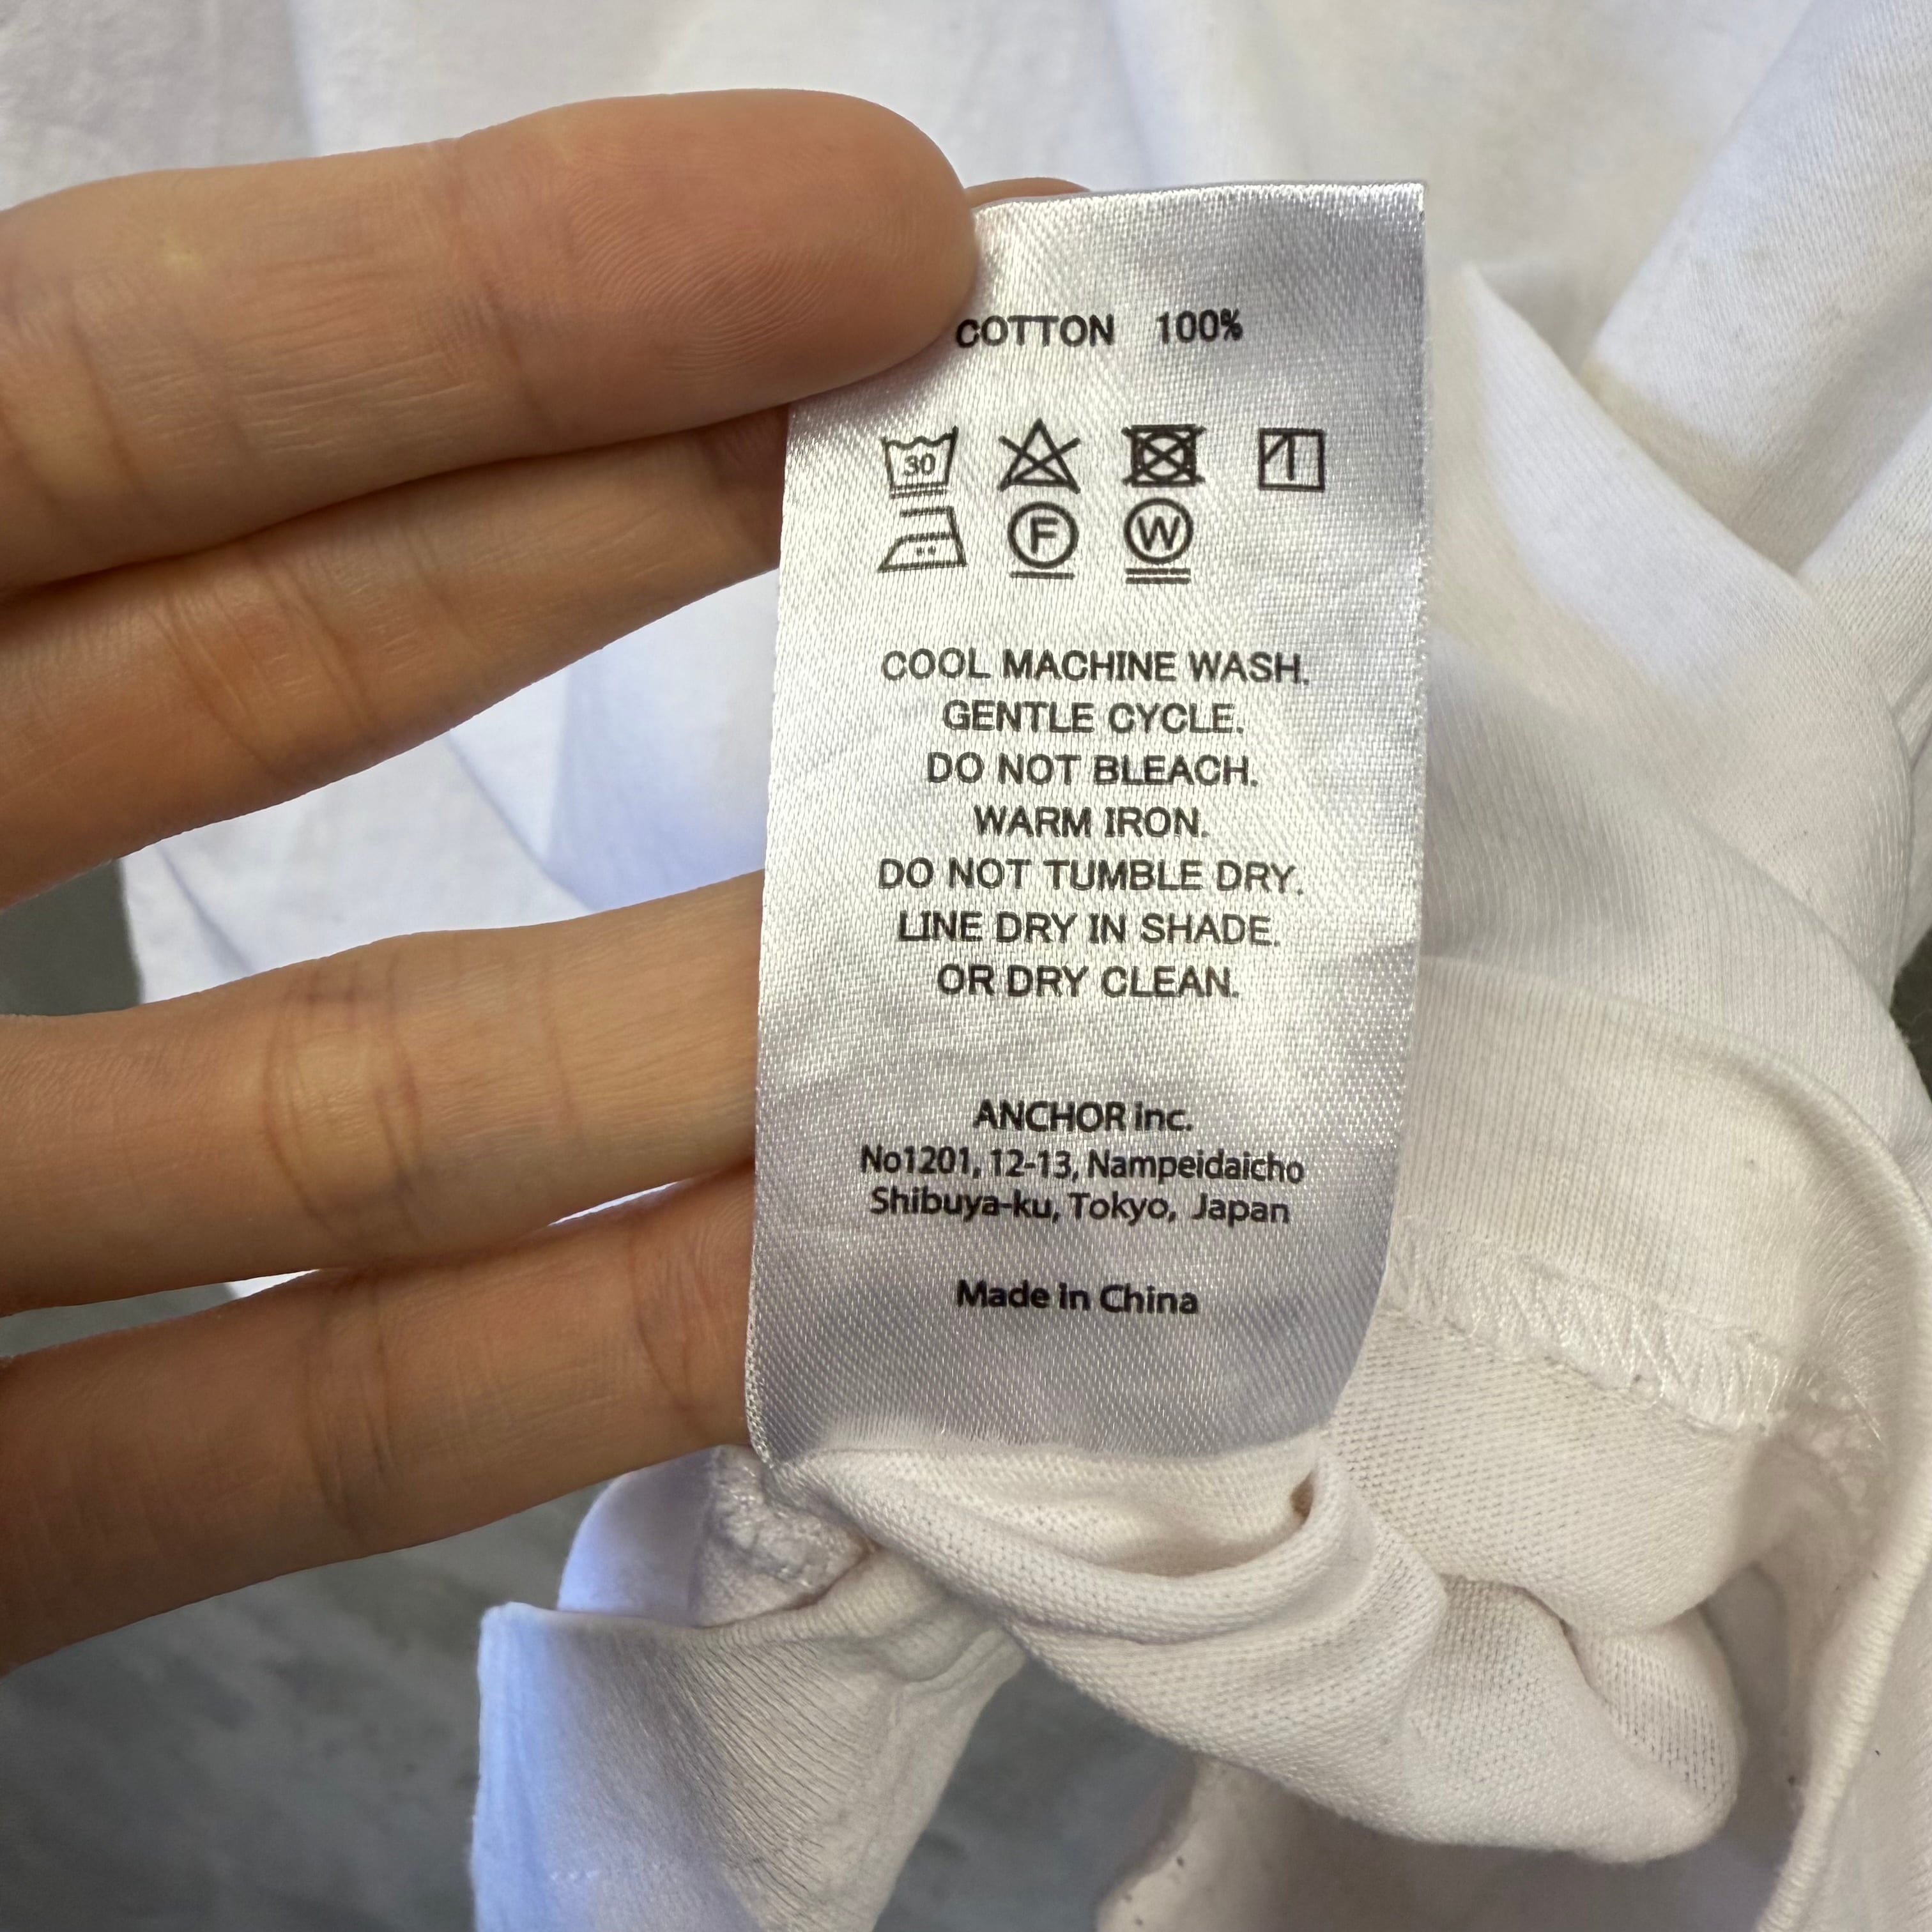 COTTON 100%
30
F W
COOL MACHINE WASH.
GENTLE CYCLE.
DO NOT BLEACH.
WARM IRON.
DO NOT TUMBLE DRY.
LINE DRY IN SHADE.
OR DRY CLEAN.
ANCHOR inc.
No1201, 12-13, Nampeidaicho
Shibuya-ku, Tokyo, Japan
Made in China